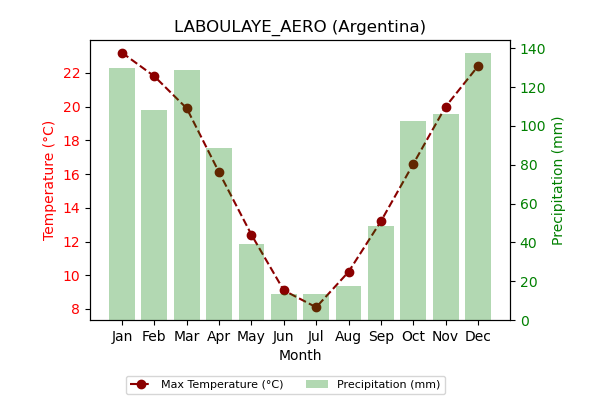 LABOULAYE_AERO (Argentina)
Temperature (°C)
22
20
18
16
14
12
10
8
140
120
100
80
60
40
20
0
Precipitation (mm)
Jan Feb Mar Apr May Jun Jul Aug Sep Oct Nov Dec
Month
Max Temperature (°C) Precipitation (mm)